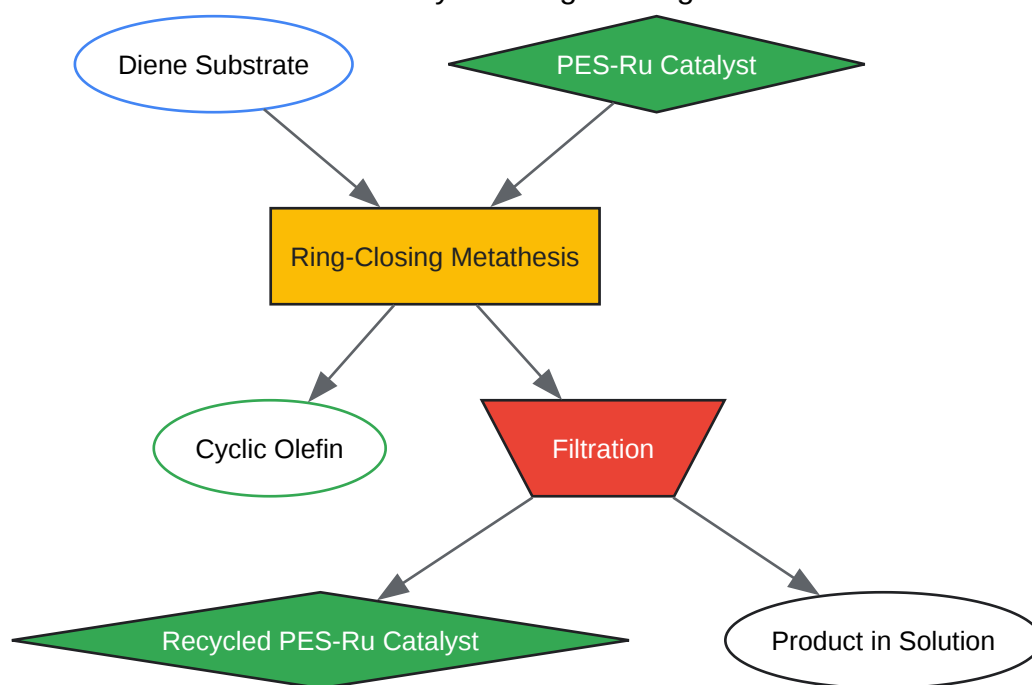 Diene Substrate
PES-Ru Catalyst
Ring-Closing Metathesis
Cyclic Olefin
Filtration
Recycled PES-Ru Catalyst
Product in Solution